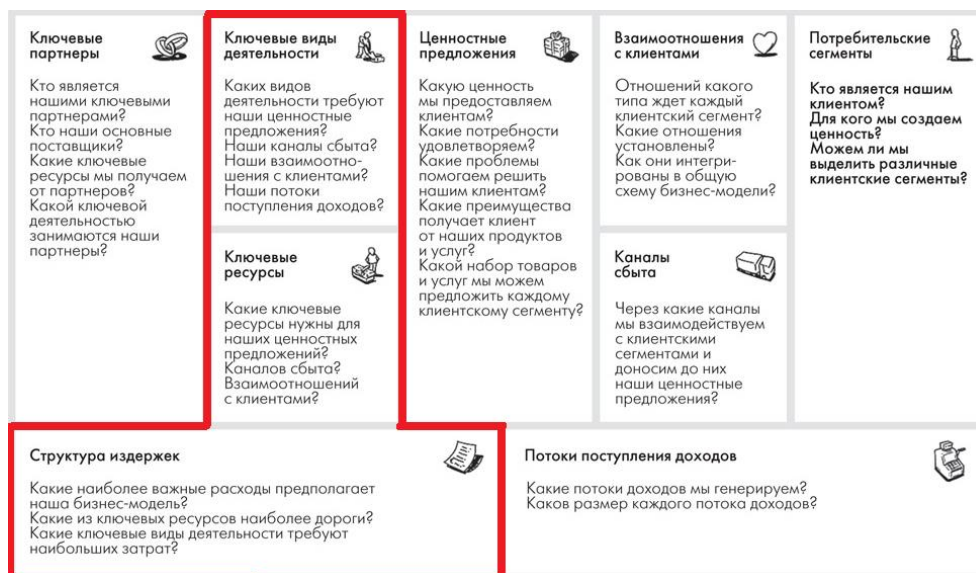 Ключевые
партнеры
Кто является
нашими ключевыми
партнерами?
Кто наши основные
поставщики?
Какие ключевые
ресурсы мы получаем
от партнеров?
Какой ключевой
деятельностью
занимаются наши
партнеры?
Ключевые виды
деятельности
Каких видов
деятельности требуют
наши ценностные
предложения?
Наши каналы сбыта?
Наши взаимоотно-
шения с клиентами?
Наши потоки
поступления доходов?
Ключевые
ресурсы
Какие ключевые
ресурсы нужны для
наших ценностных
предложений?
Каналов сбыта?
Взаимоотношений
с клиентами?
Ценностные
предложения
Какую ценность
мы предоставляем
клиентам?
Какие потребности
удовлетворяем?
Какие проблемы
помогаем решить
нашим клиентам?
Какие преимущества
получает клиент
от наших продуктов
и услуг?
Какой набор товаров
и услуг мы можем
предложить каждому
клиентскому сегменту?
Взаимоотношения
с клиентами
Отношений какого
типа ждет каждый
клиентский сегмент?
Какие отношения
установлены?
Как они интегри-
рованы в общую
схему бизнес-модели?
Каналы
сбыта
Через какие каналы
мы взаимодействуем
с клиентскими
сегментами и
доносим до них
наши ценностные
предложения?
Потребительские
сегменты
Кто является нашим
клиентом?
Для кого мы создаем
ценность?
Можем ли мы
выделить различные
клиентские сегменты?
Структура издержек
Какие наиболее важные расходы предполагает
наша бизнес-модель?
Какие из ключевых ресурсов наиболее дороги?
Какие ключевые виды деятельности требуют
наибольших затрат?
Потоки поступления доходов
Какие потоки доходов мы генерируем?
Каков размер каждого потока доходов?